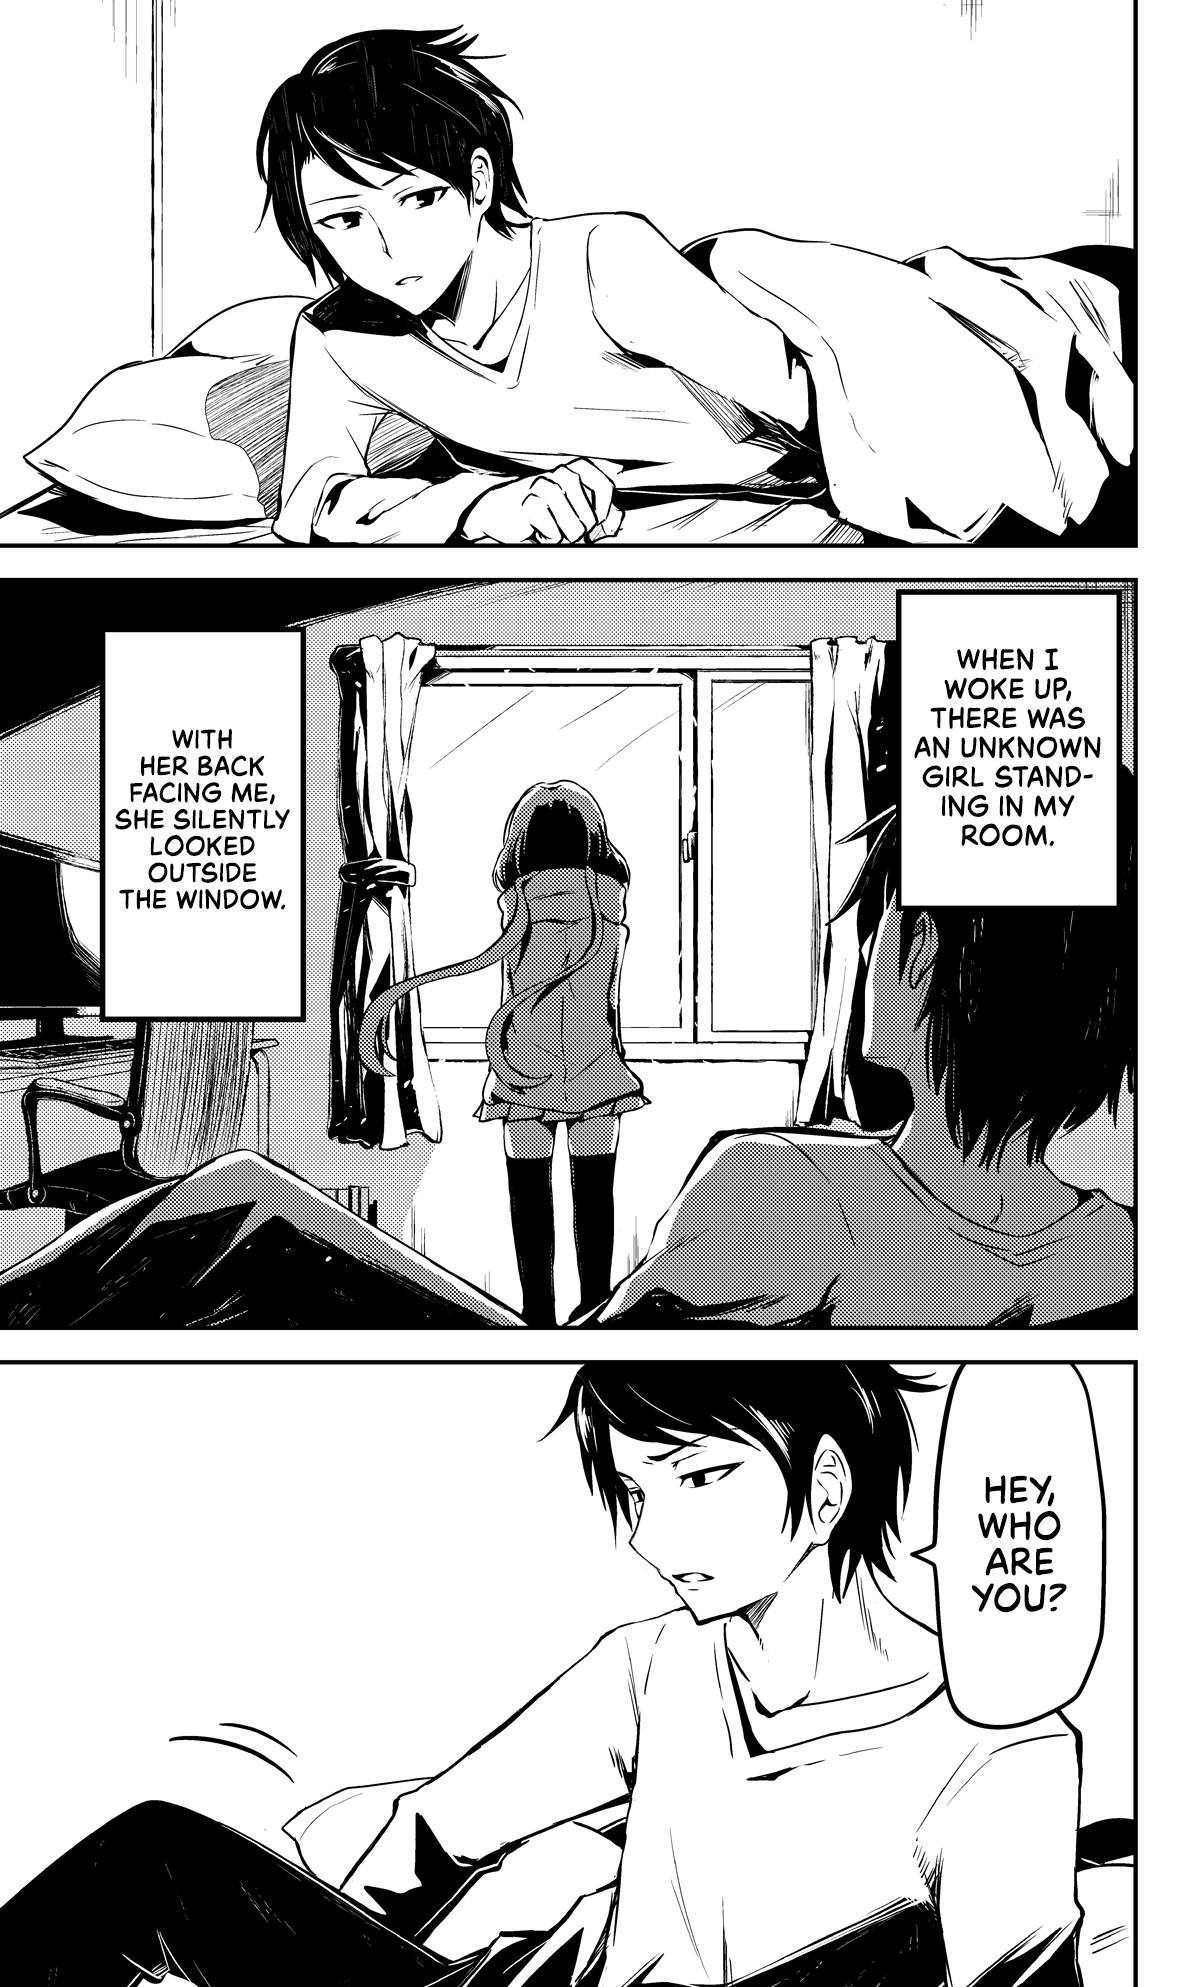 WHEN I
WOKE UP,
THERE WAS
AN UNKNOWN
GIRL STAND-
ING IN MY
ROOM.
WITH
HER BACK
FACING ME,
SHE SILENTLY
LOOKED
OUTSIDE
THE WINDOW.
HEY,
WHO
ARE
YOU?